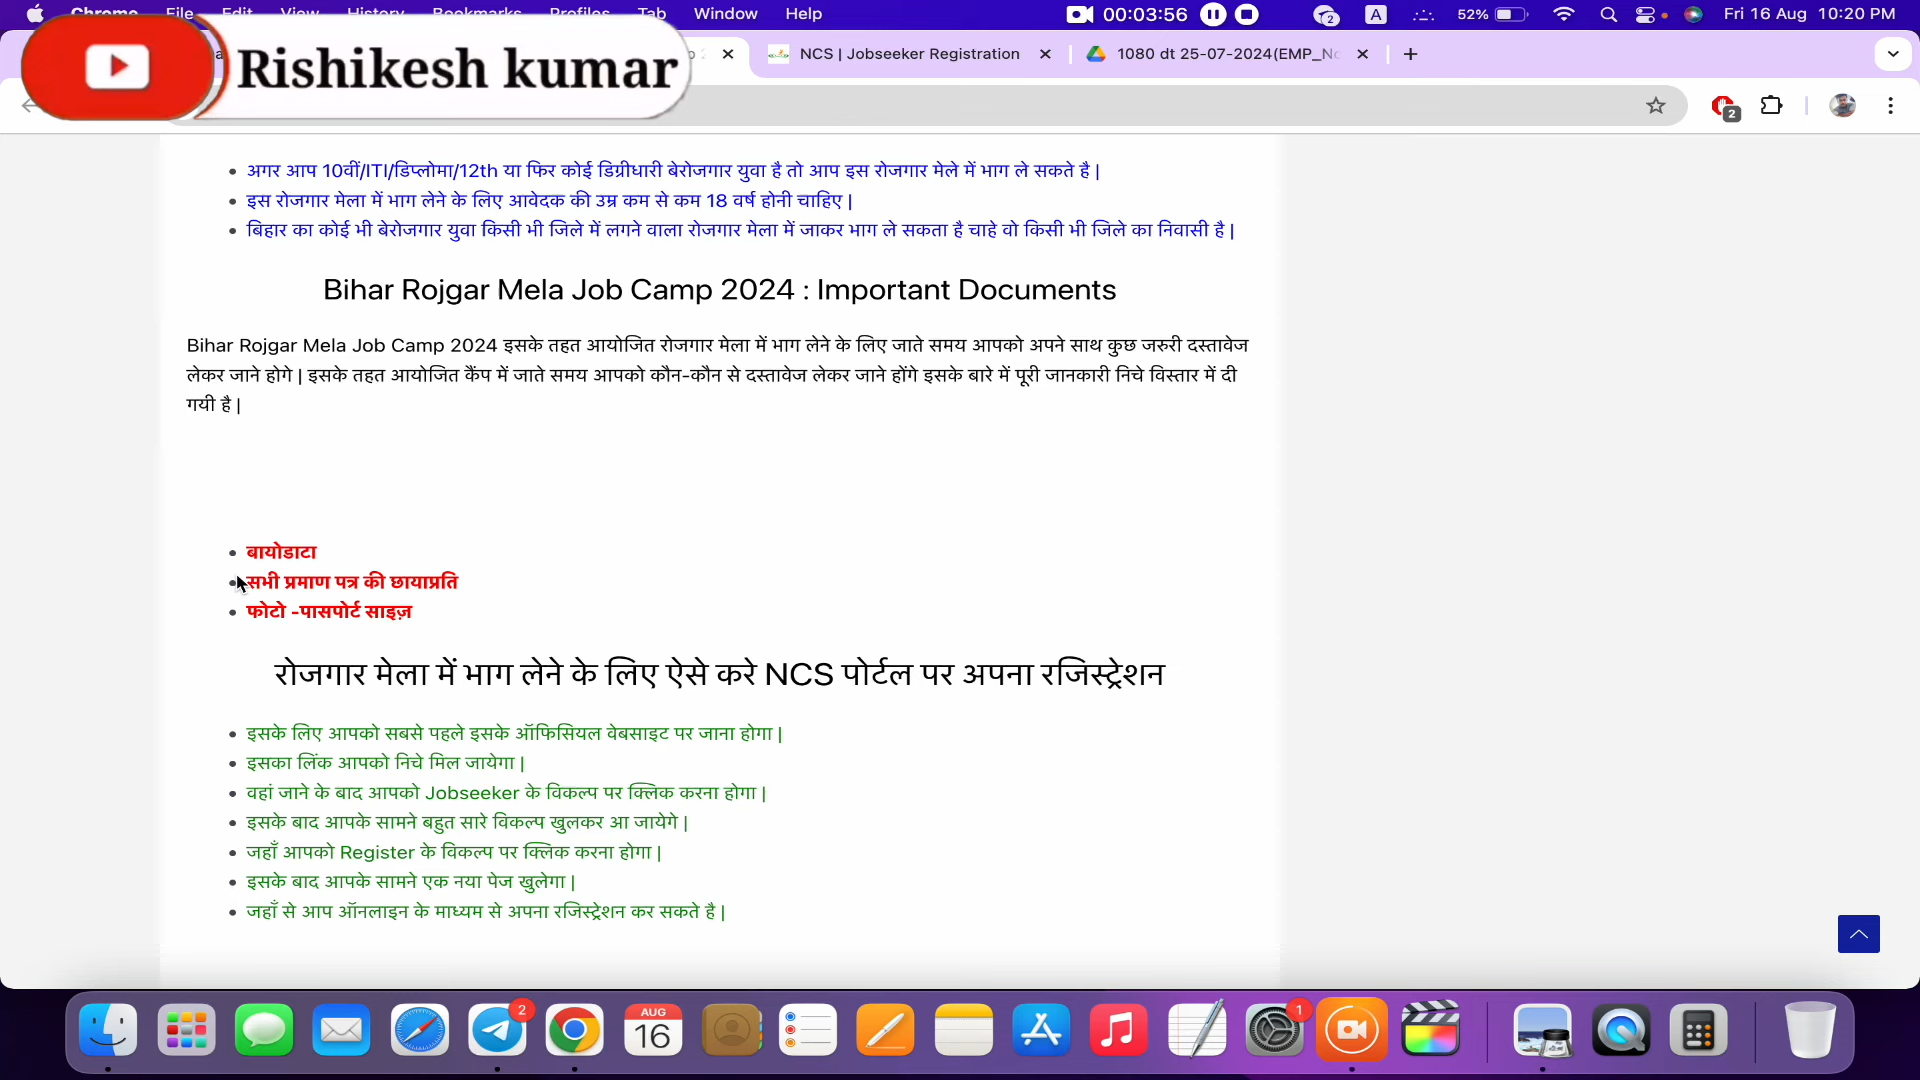 Chrome File Edit View History Bookmarks Profiles Tab Window Help 00:03:56 2 A 52% Fri 16 Aug 10:20 PM
Rishikesh kumar
NCS | Jobseeker Registration
1080 dt 25-07-2024(EMP_No
2
अगर आप 10वीं/ITI/डिप्लोमा/12th या फिर कोई डिग्रीधारी बेरोजगार युवा है तो आप इस रोजगार मेले में भाग ले सकते है |
इस रोजगार मेला में भाग लेने के लिए आवेदक की उम्र कम से कम 18 वर्ष होनी चाहिए |
बिहार का कोई भी बेरोजगार युवा किसी भी जिले में लगने वाला रोजगार मेला में जाकर भाग ले सकता है चाहे वो किसी भी जिले का निवासी है |
Bihar Rojgar Mela Job Camp 2024 : Important Documents
Bihar Rojgar Mela Job Camp 2024 इसके तहत आयोजित रोजगार मेला में भाग लेने के लिए जाते समय आपको अपने साथ कुछ जरुरी दस्तावेज
लेकर जाने होगे | इसके तहत आयोजित कैंप में जाते समय आपको कौन-कौन से दस्तावेज लेकर जाने होंगे इसके बारे में पूरी जानकारी निचे विस्तार में दी
गयी है |
बायोडाटा
सभी प्रमाण पत्र की छायाप्रति
फोटो -पासपोर्ट साइज़
रोजगार मेला में भाग लेने के लिए ऐसे करे NCS पोर्टल पर अपना रजिस्ट्रेशन
इसके लिए आपको सबसे पहले इसके ऑफिसियल वेबसाइट पर जाना होगा |
इसका लिंक आपको निचे मिल जायेगा |
वहां जाने के बाद आपको Jobseeker के विकल्प पर क्लिक करना होगा |
इसके बाद आपके सामने बहुत सारे विकल्प खुलकर आ जायेगे |
जहाँ आपको Register के विकल्प पर क्लिक करना होगा |
इसके बाद आपके सामने एक नया पेज खुलेगा |
जहाँ से आप ऑनलाइन के माध्यम से अपना रजिस्ट्रेशन कर सकते है |
2
AUG
16
1